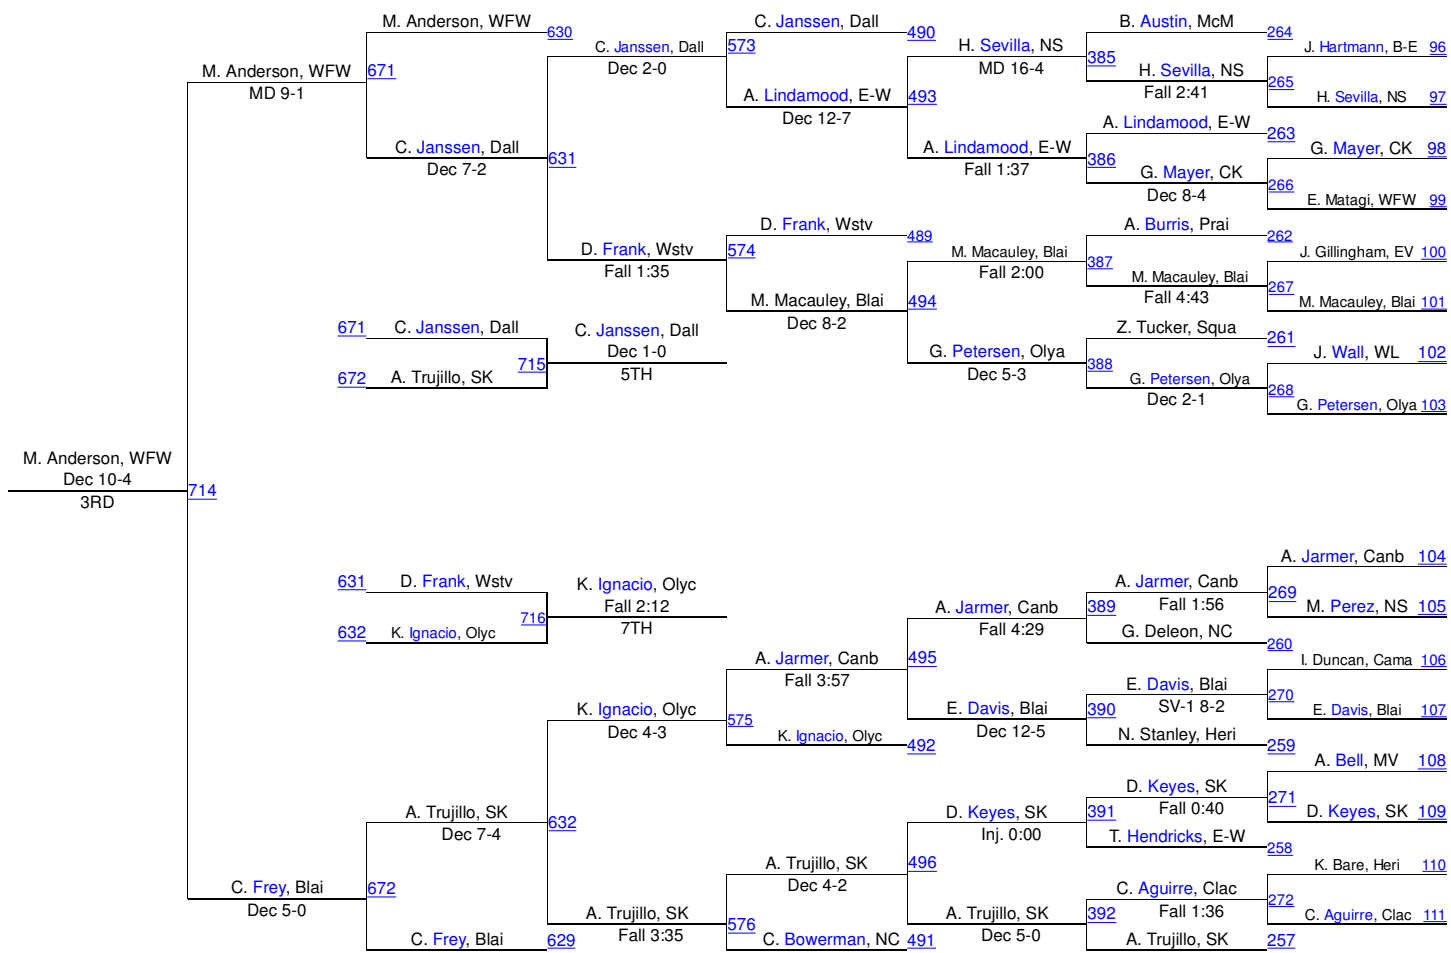 M. Anderson, WFW
630
C. Janssen, Dall
490
B. Austin, McM
264
J. Hartmann, B-E 96
C. Janssen, Dall
573
Dec 2-0
H. Sevilla, NS
MD 16-4
385
H. Sevilla, NS
Fall 2:41
265
H. Sevilla, NS 97
M. Anderson, WFW
671
MD 9-1
A. Lindamood, E-W
Dec 12-7
493
A. Lindamood, E-W
263
G. Mayer, CK 98
C. Janssen, Dall
Dec 7-2
631
A. Lindamood, E-W
Fall 1:37
386
G. Mayer, CK
Dec 8-4
266
E. Matagi, WFW 99
D. Frank, Wstv
489
A. Burris, Prai
262
J. Gillingham, EV 100
D. Frank, Wstv
Fall 1:35
574
M. Macauley, Blai
Fall 2:00
387
M. Macauley, Blai
Fall 4:43
267
M. Macauley, Blai 101
M. Macauley, Blai
Dec 8-2
494
671
C. Janssen, Dall
C. Janssen, Dall
Dec 1-0
5TH
715
672
A. Trujillo, SK
Z. Tucker, Squa
261
J. Wall, WL 102
G. Petersen, Olya
Dec 5-3
388
G. Petersen, Olya
Dec 2-1
268
G. Petersen, Olya 103
M. Anderson, WFW
Dec 10-4
3RD
714
A. Jarmer, Canb 104
631
D. Frank, Wstv
K. Ignacio, Olyc
Fall 2:12
7TH
716
632
K. Ignacio, Olyc
A. Jarmer, Canb
Fall 4:29
389
A. Jarmer, Canb
Fall 1:56
269
M. Perez, NS 105
G. Deleon, NC
260
A. Jarmer, Canb
Fall 3:57
495
I. Duncan, Cama 106
K. Ignacio, Olyc
Dec 4-3
575
E. Davis, Blai
Dec 12-5
390
E. Davis, Blai
SV-1 8-2
270
E. Davis, Blai 107
K. Ignacio, Olyc
492
N. Stanley, Heri
259
A. Bell, MV 108
A. Trujillo, SK
Dec 7-4
632
D. Keyes, SK
Inj. 0:00
391
D. Keyes, SK
Fall 0:40
271
D. Keyes, SK 109
T. Hendricks, E-W
258
A. Trujillo, SK
Dec 4-2
496
K. Bare, Heri 110
C. Frey, Blai
Dec 5-0
672
A. Trujillo, SK
Fall 3:35
576
A. Trujillo, SK
Dec 5-0
392
C. Aguirre, Clac
Fall 1:36
272
C. Aguirre, Clac 111
C. Frey, Blai
629
C. Bowerman, NC
491
A. Trujillo, SK
257